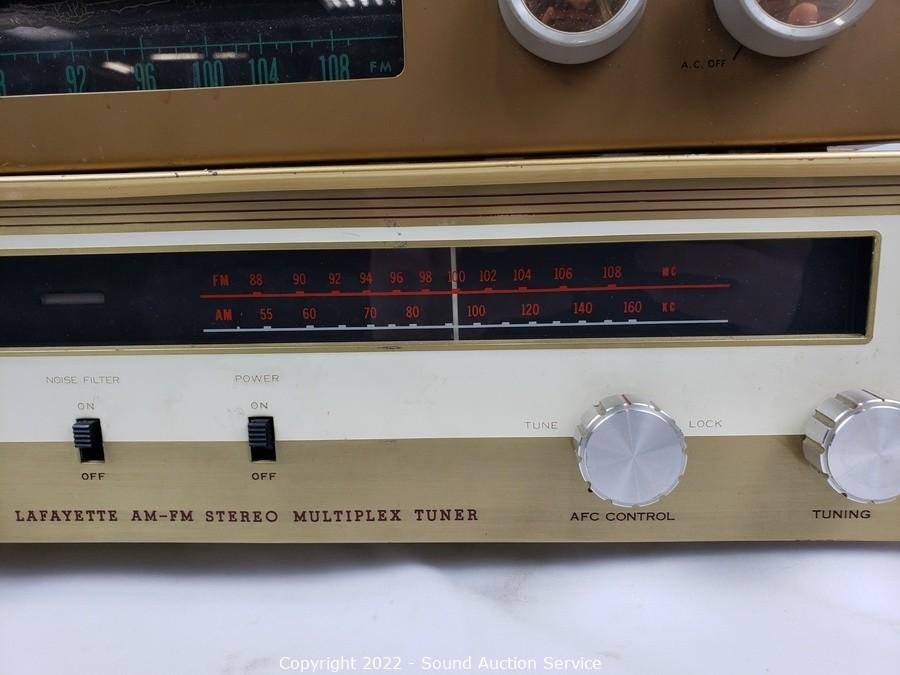 92 96 100 104 108 FM
A.C. OFF
FM 88 90 92 94 96 98 100 102 104 106 108 MC
AM 55 60 70 80 100 120 140 160 KC
NOISE FILTER POWER
ON ON
TUNE LOCK
OFF OFF
LAFAYETTE AM-FM STEREO MULTIPLEX TUNER AFC CONTROL TUNING
Copyright 2022 - Sound Auction Service